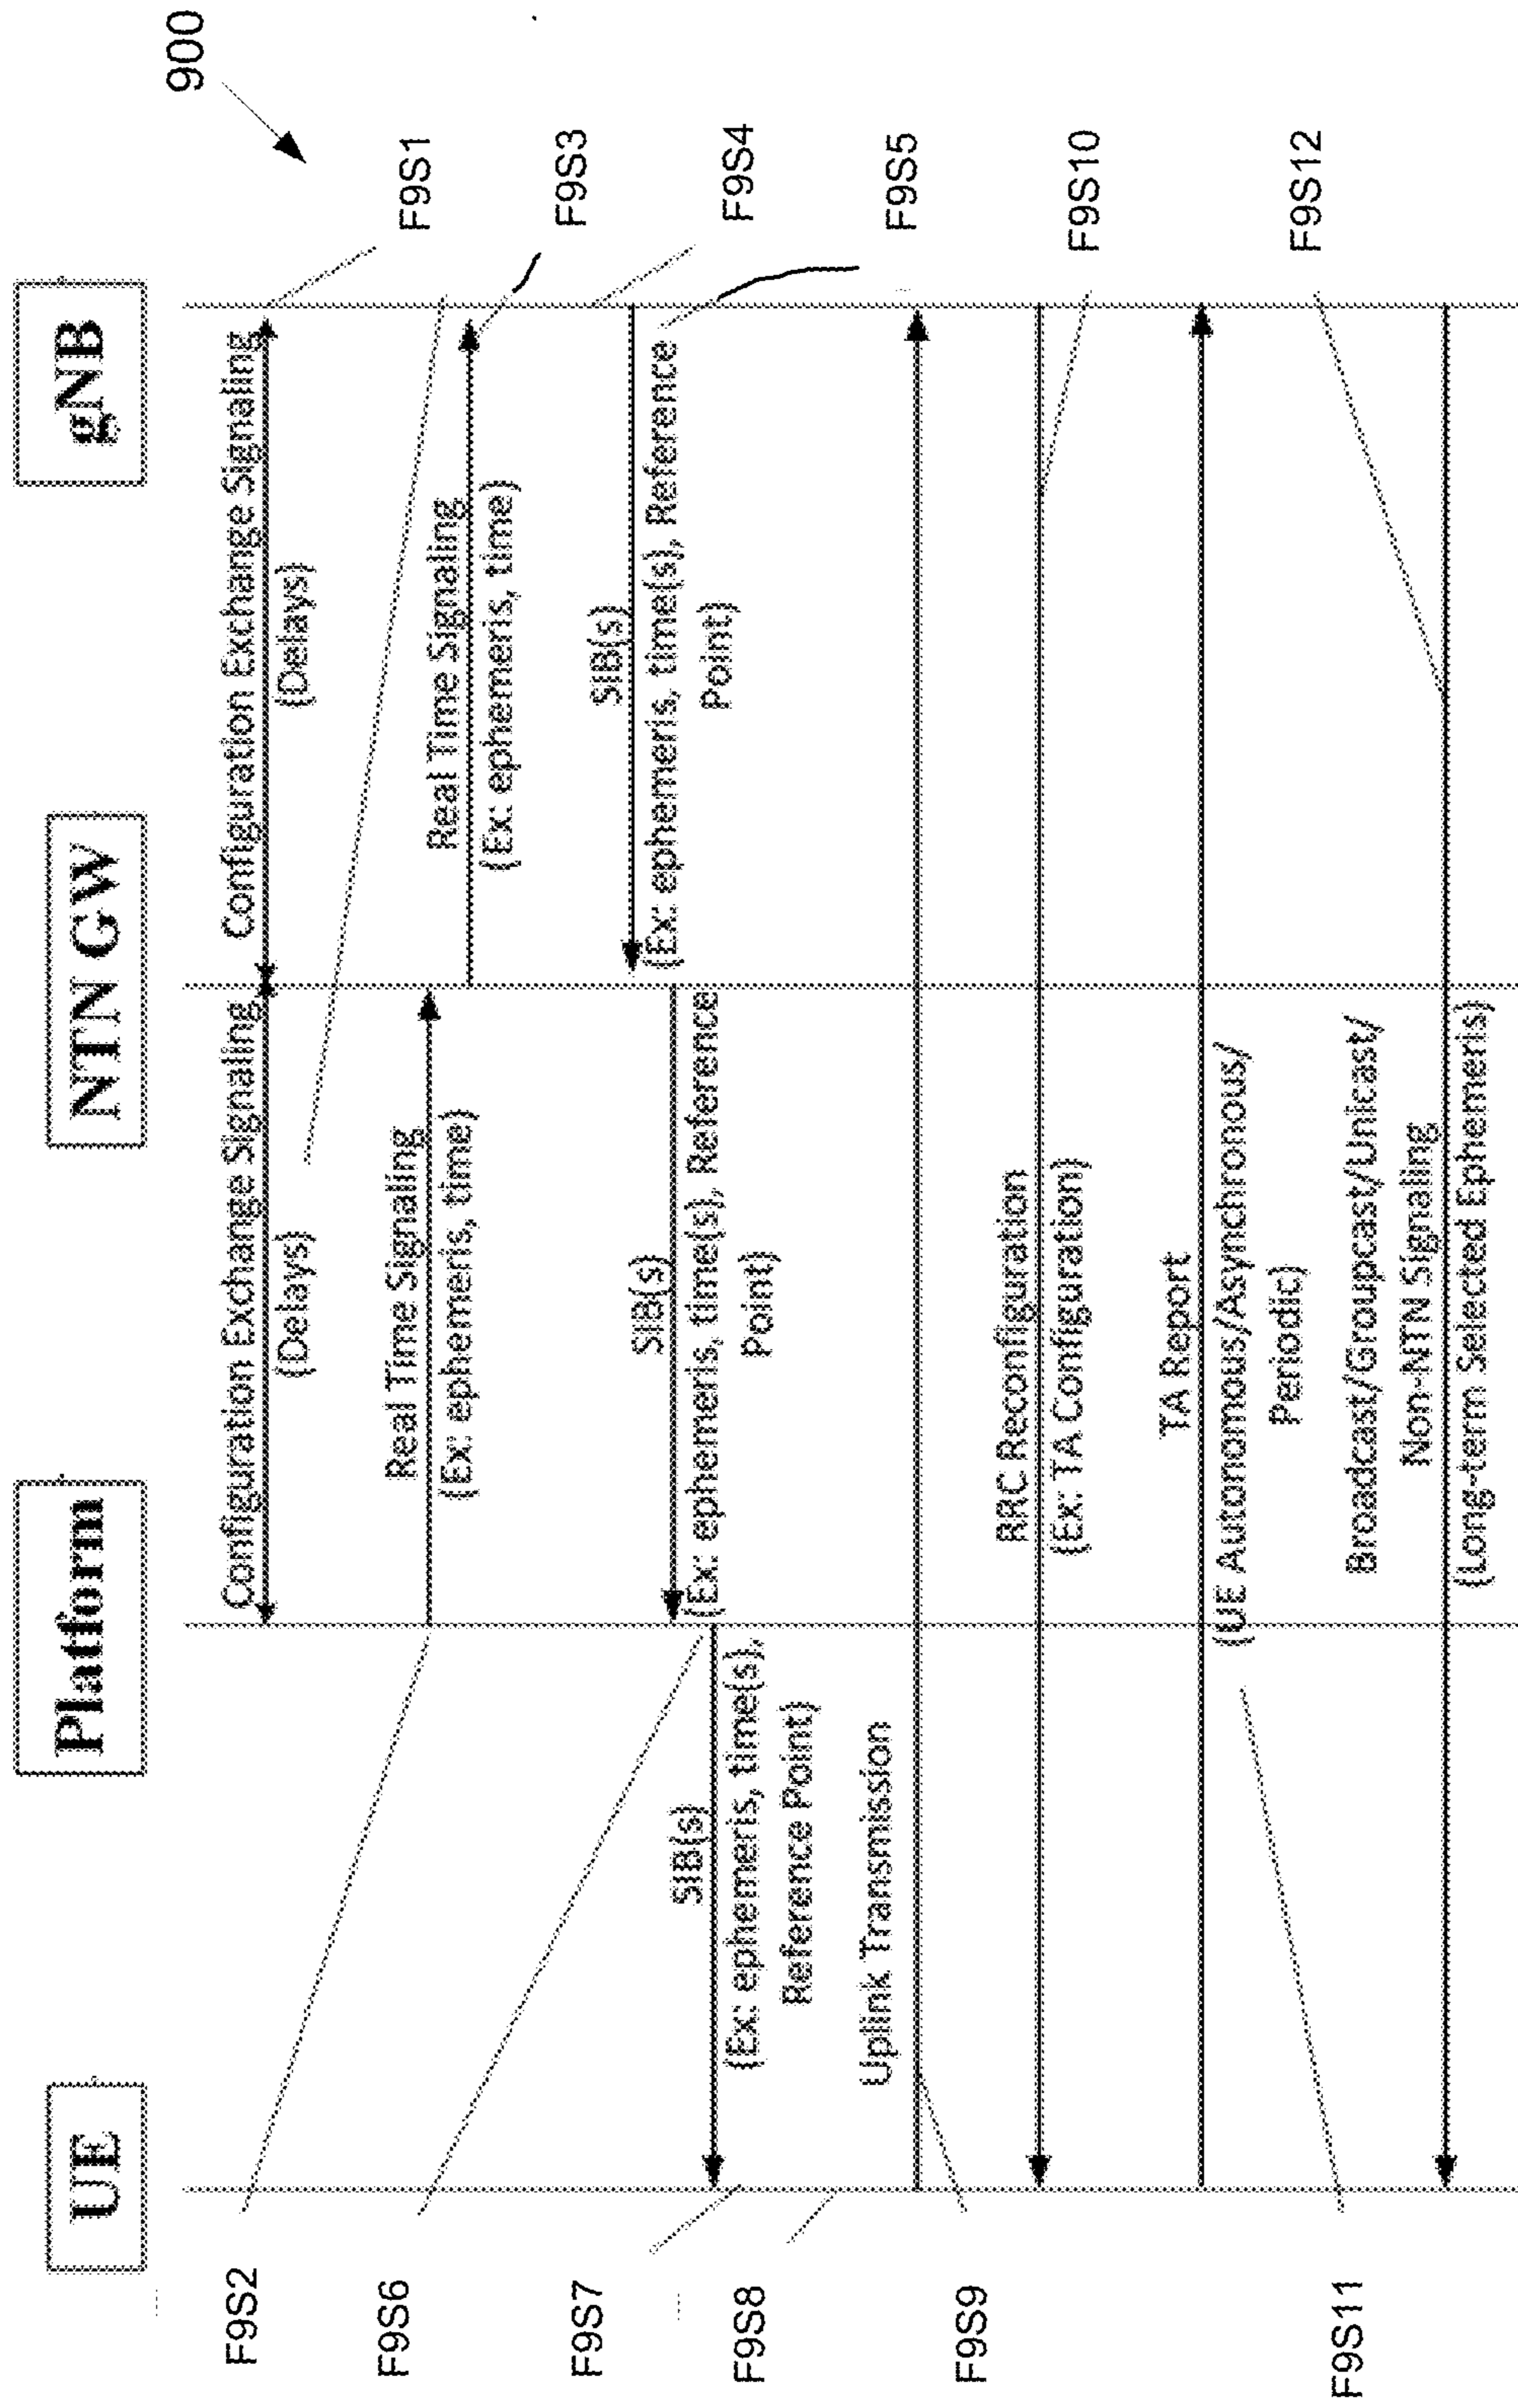 900
UE
Platform
NTN GW
gNB
Configuration Exchange Signaling
(Delays)
Configuration Exchange Signaling
(Delays)
F9S1
F9S2
Real Time Signaling
(Ex: ephemeris, time)
Real Time Signaling
(Ex: ephemeris, time)
F9S3
F9S6
SIB(s)
(Ex: ephemeris, time(s), Reference
Point)
F9S4
SIB(s)
(Ex: ephemeris, time(s), Reference
Point)
F9S7
SIB(s)
(Ex: ephemeris, time(s),
Reference Point)
F9S8
F9S5
Uplink Transmission
F9S9
RRC Reconfiguration
(Ex: TA Configuration)
F9S10
TA Report
(UE Autonomous/Asynchronous/
Periodic)
F9S11
F9S12
Broadcast/Groupcast/Unicast/
Non-NTN Signaling
(Long-term Selected Ephemeris)